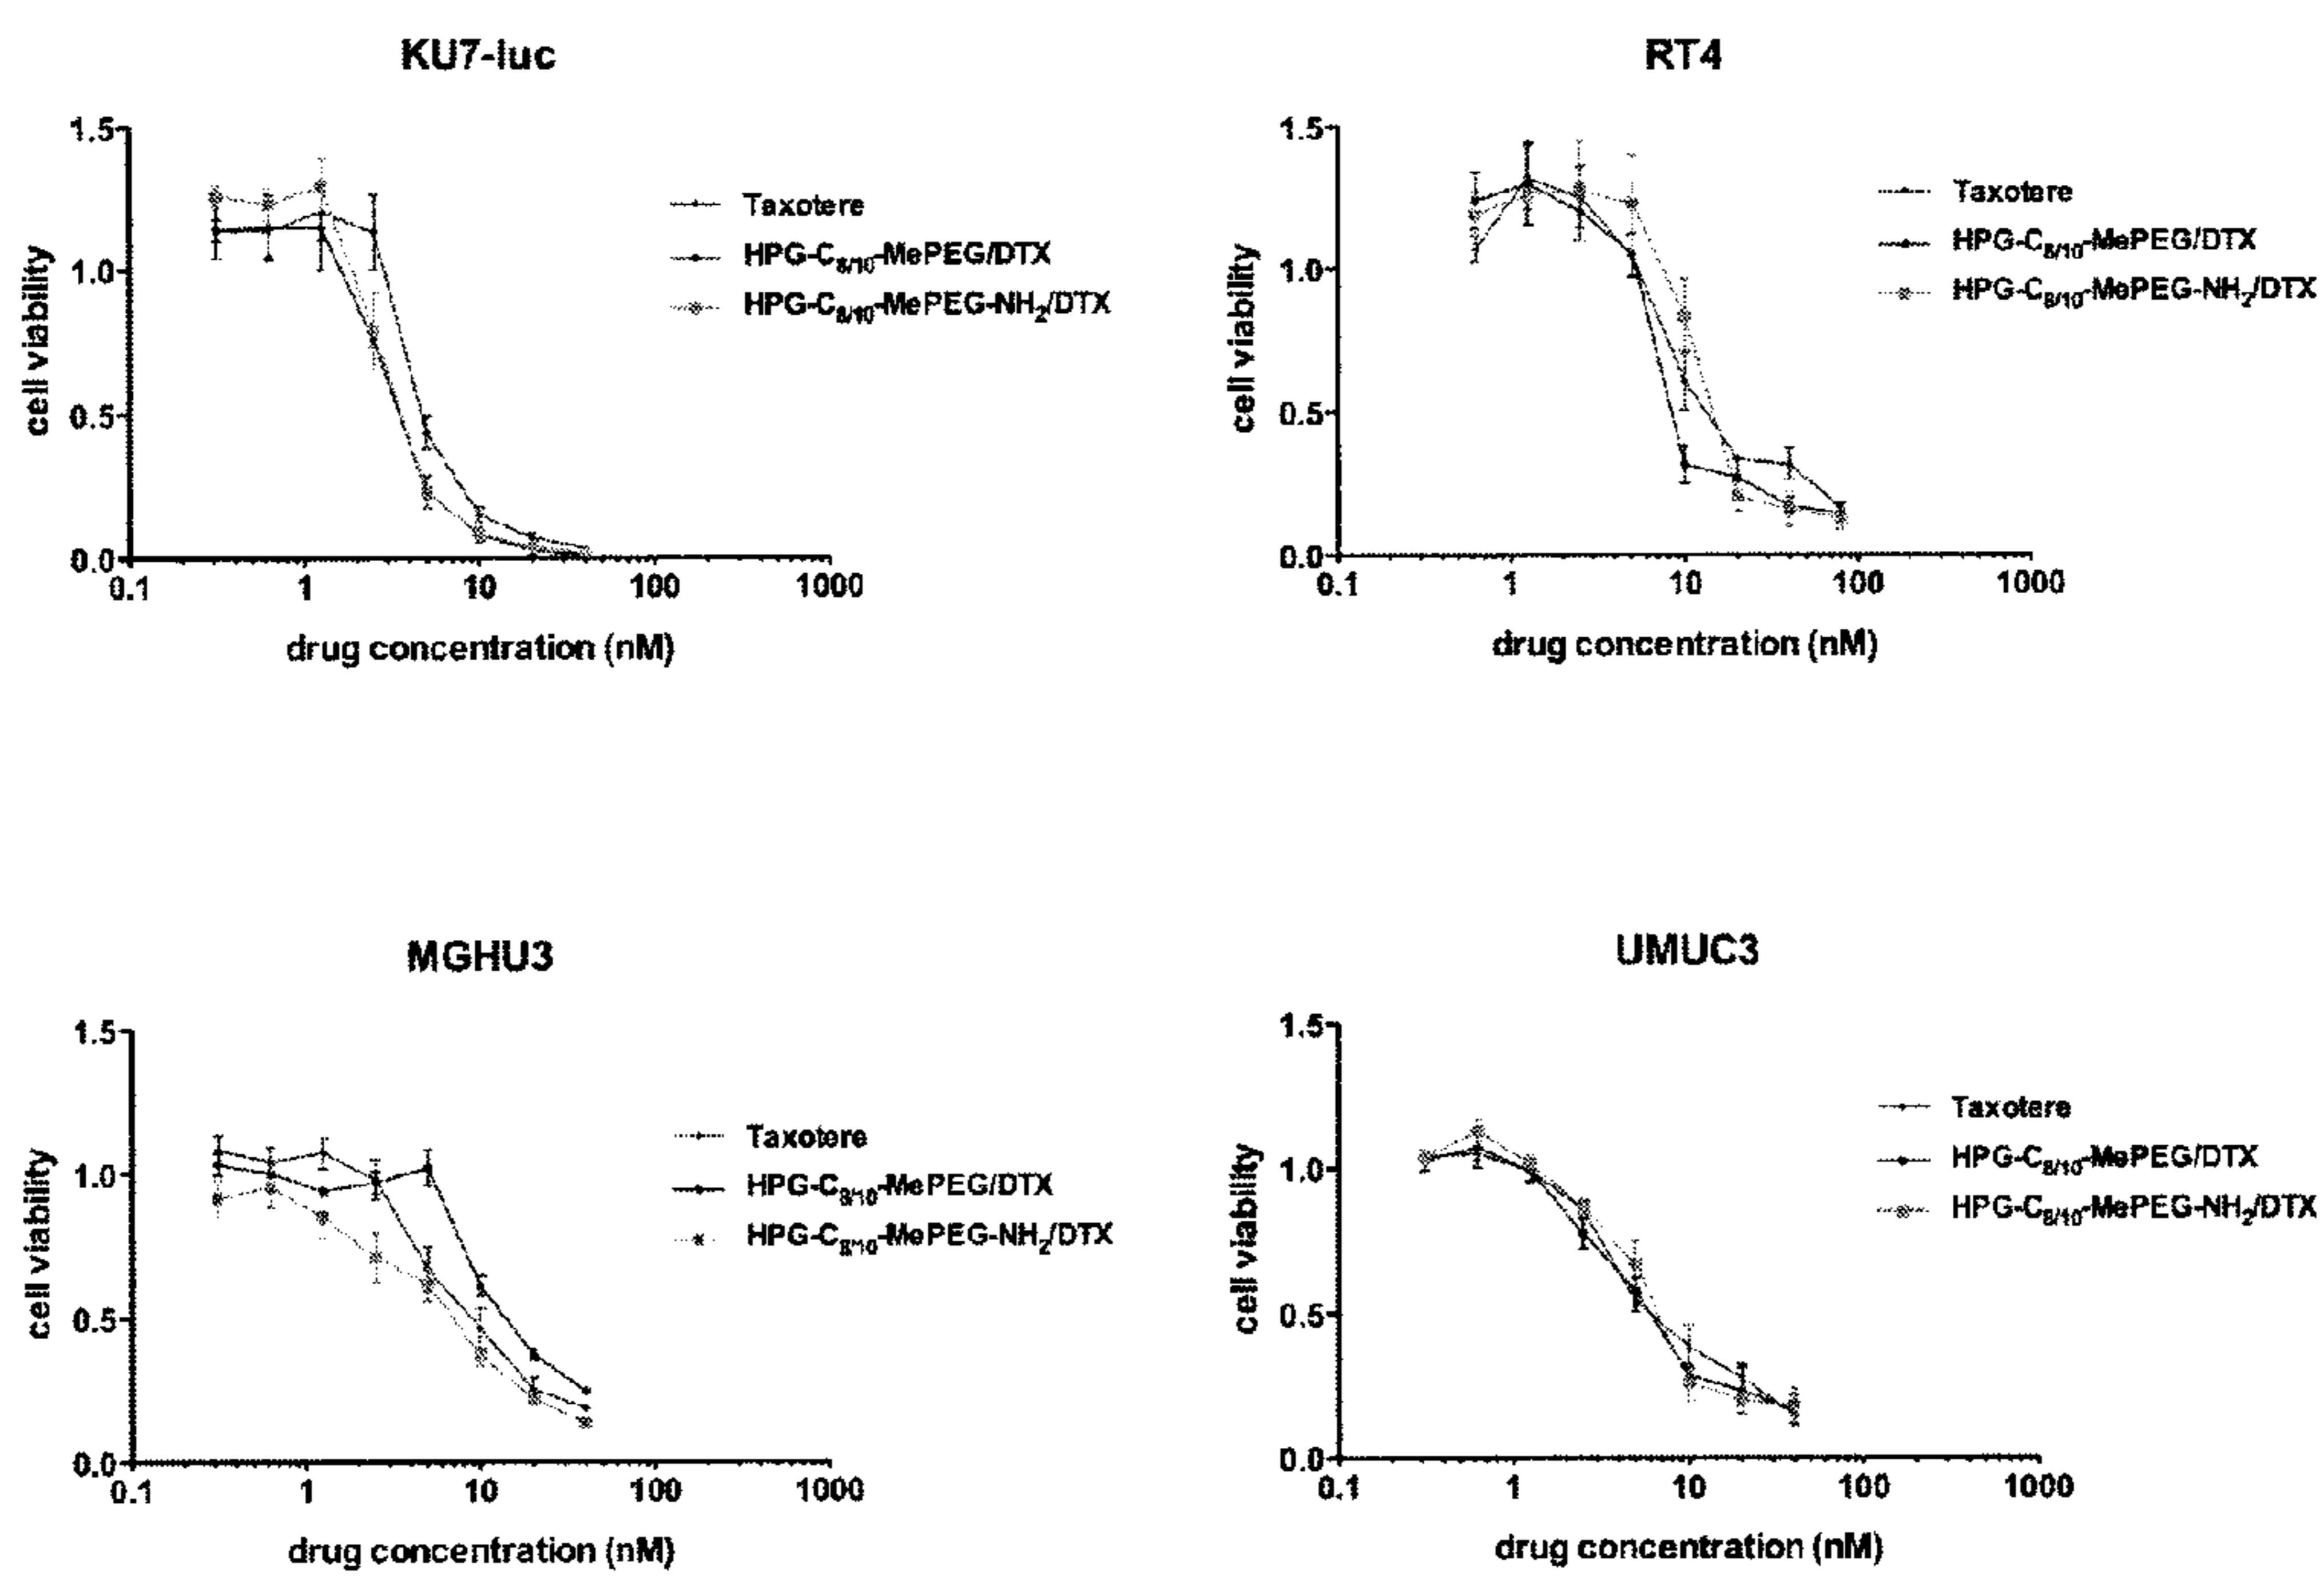 KU7-luc
1.5
1.0
0.5
0.0
0.1 1 10 100 1000
cell viability
drug concentration (nM)
Taxotere
HPG-C8/10-MePEG/DTX
HPG-C8/10-MePEG-NH2/DTX
RT4
1.5
1.0
0.5
0.0
0.1 1 10 100 1000
cell viability
drug concentration (nM)
Taxotere
HPG-C8/10-MePEG/DTX
HPG-C8/10-MePEG-NH2/DTX
MGHU3
1.5
1.0
0.5
0.0
0.1 1 10 100 1000
cell viability
drug concentration (nM)
Taxotere
HPG-C8/10-MePEG/DTX
HPG-C8/10-MePEG-NH2/DTX
UMUC3
1.5
1.0
0.5
0.0
0.1 1 10 100 1000
cell viability
drug concentration (nM)
Taxotere
HPG-C8/10-MePEG/DTX
HPG-C8/10-MePEG-NH2/DTX